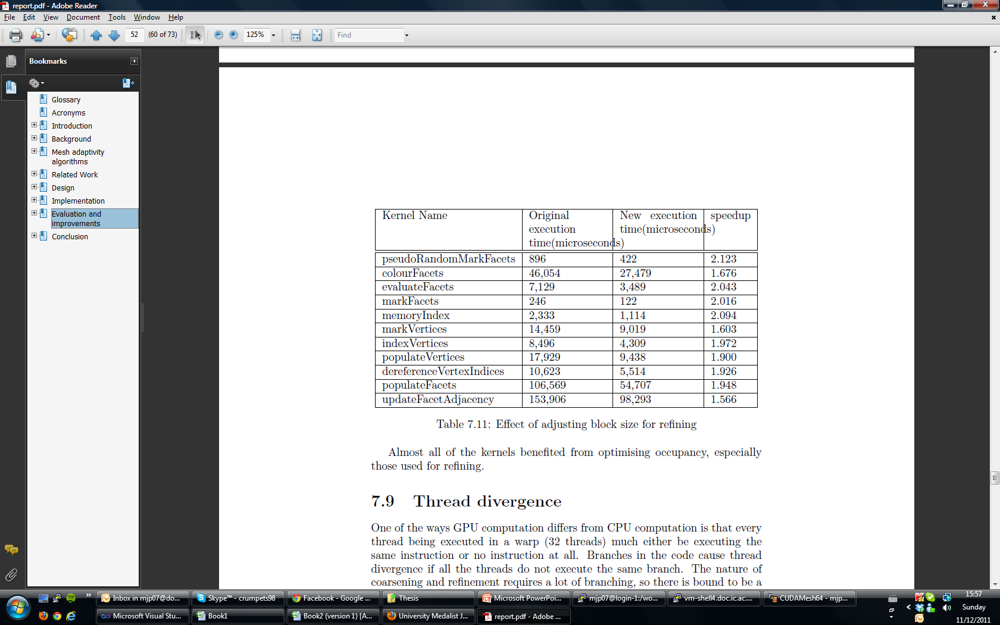 report.pdf - Adobe Reader
File Edit View Document Tools Window Help
52 (60 of 73) 125% Find
Bookmarks
Glossary
Acronyms
Introduction
Background
Mesh adaptivity
algorithms
Related Work
Design
Implementation
Evaluation and
improvements
Conclusion
Kernel Name Original execution time(microseconds) New execution time(microseconds) speedup
pseudoRandomMarkFacets 896 422 2.123
colourFacets 46,054 27,479 1.676
evaluateFacets 7,129 3,489 2.043
markFacets 246 122 2.016
memoryIndex 2,333 1,114 2.094
markVertices 14,459 9,019 1.603
indexVertices 8,496 4,309 1.972
populateVertices 17,929 9,438 1.900
dereferenceVertexIndices 10,623 5,514 1.926
populateFacets 106,569 54,707 1.948
updateFacetAdjacency 153,906 98,293 1.566
Table 7.11: Effect of adjusting block size for refining
Almost all of the kernels benefited from optimising occupancy, especially
those used for refining.
7.9 Thread divergence
One of the ways GPU computation differs from CPU computation is that every
thread being executed in a warp (32 threads) much either be executing the
same instruction or no instruction at all. Branches in the code cause thread
divergence if all the threads do not execute the same branch. The nature of
coarsening and refinement requires a lot of branching, so there is bound to be a
Inbox in mjp07@do... Skype™ - crumpets98 Facebook - Google ... Thesis Microsoft PowerPoi... mjp07@login-1:/wo... vm-shell4.doc.ic.ac.... CUDAMesh64 - mjp...
Microsoft Visual Stu... Book1 Book2 (version 1) [A... University Medalist J... report.pdf - Adobe ...
15:57
Sunday
11/12/2011